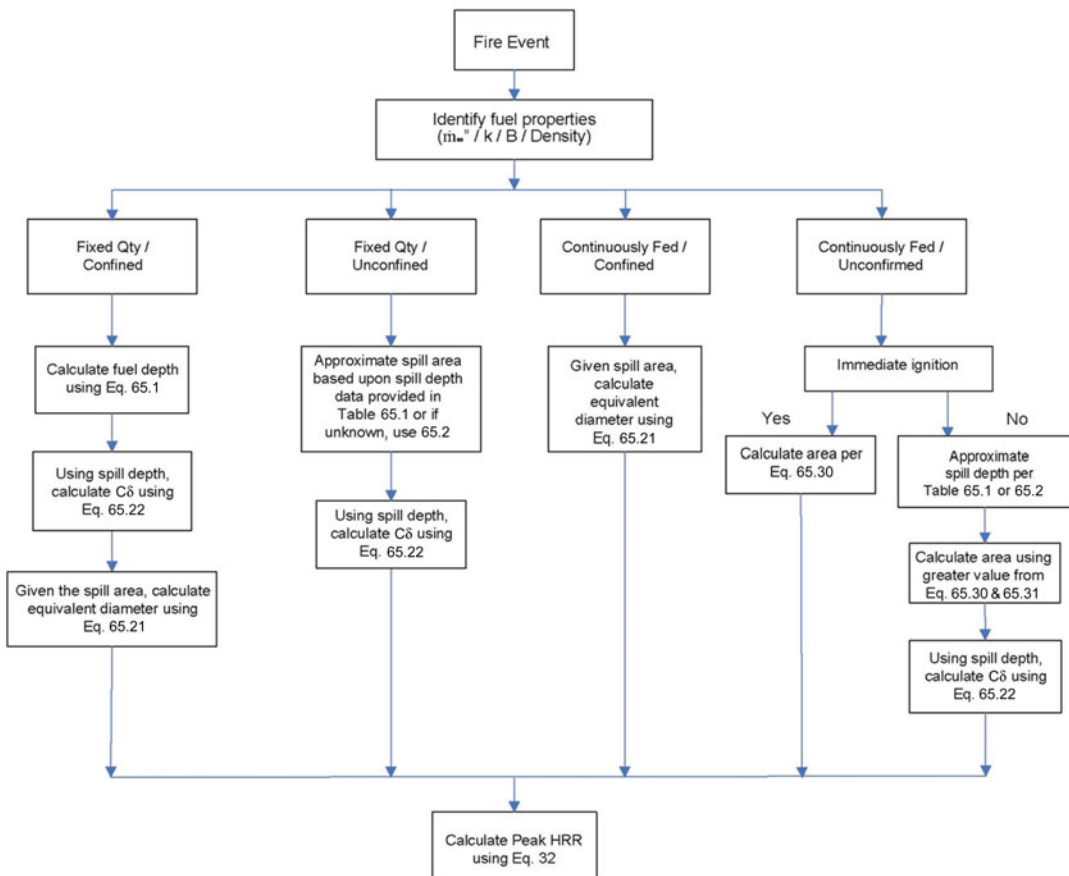 Fire Event
Identify fuel properties
(ṁ∞" / k / B / Density)
Fixed Qty /
Confined
Fixed Qty /
Unconfined
Continuously Fed /
Confined
Continuously Fed /
Unconfirmed
Calculate fuel depth
using Eq. 65.1
Approximate spill area
based upon spill depth
data provided in
Table 65.1 or if
unknown, use 65.2
Given spill area,
calculate
equivalent
diameter using
Eq. 65.21
Immediate ignition
Yes
No
Calculate area per
Eq. 65.30
Approximate
spill depth per
Table 65.1 or 65.2
Using spill depth,
calculate Cδ using
Eq. 65.22
Using spill depth,
calculate Cδ using
Eq. 65.22
Calculate area using
greater value from
Eq. 65.30 & 65.31
Given the spill area, calculate
equivalent diameter using
Eq. 65.21
Using spill depth,
calculate Cδ using
Eq. 65.22
Calculate Peak HRR
using Eq. 32